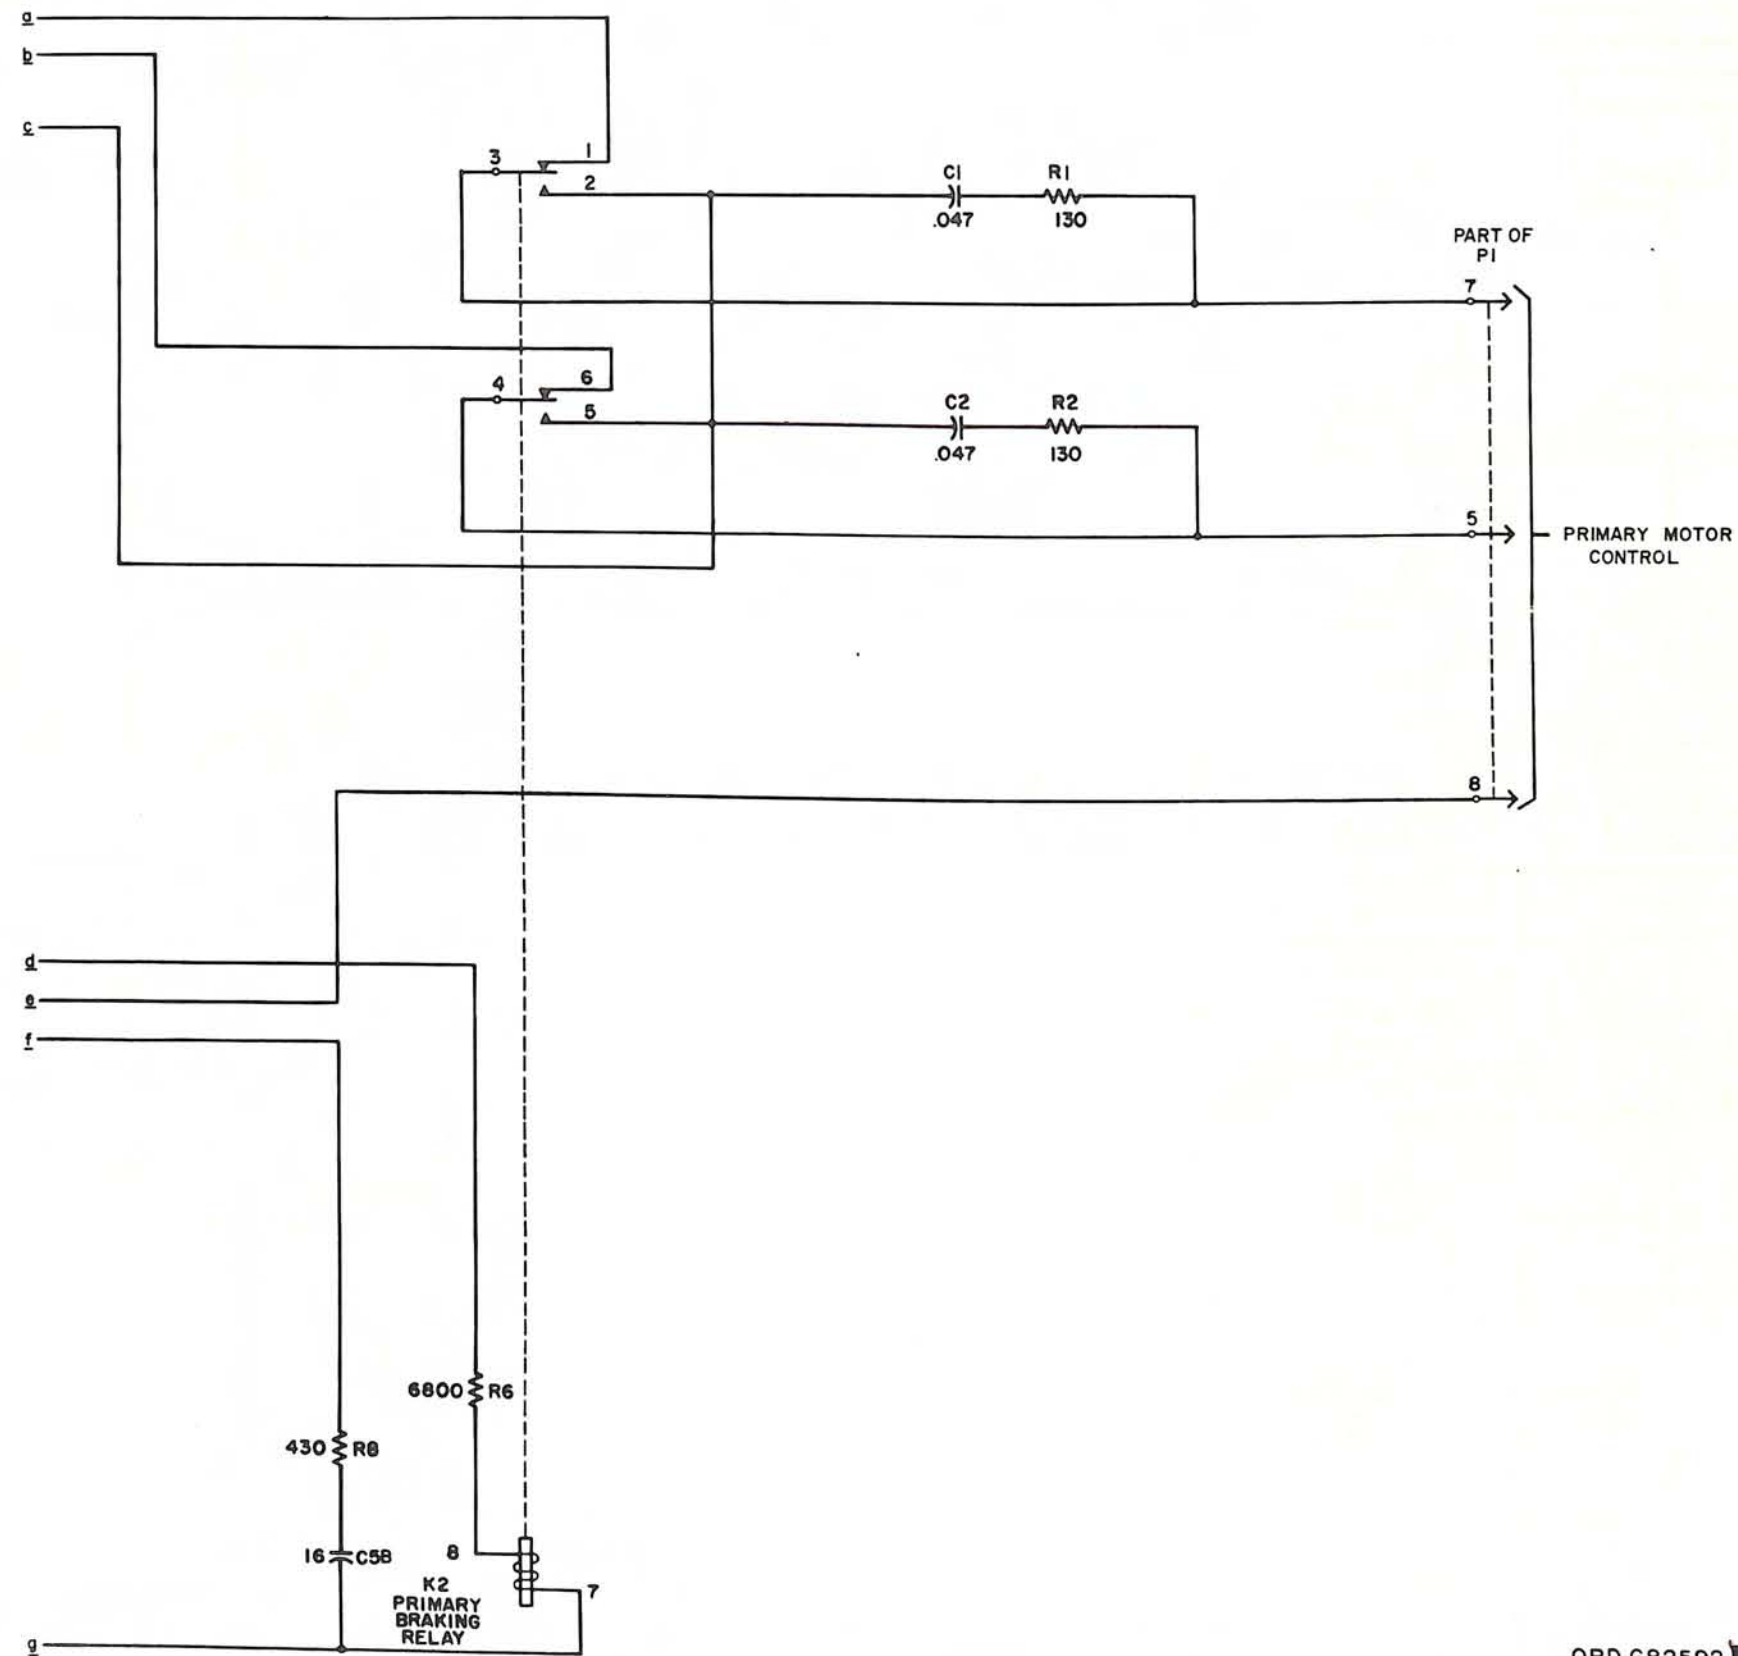 a
b
c
3
1
2
C1
R1
.047
130
PART OF
P1
7
4
6
5
C2
R2
.047
130
5
PRIMARY MOTOR
CONTROL
8
d
e
f
6800
R6
430
R8
16
C5B
8
7
K2
PRIMARY
BRAKING
RELAY
g